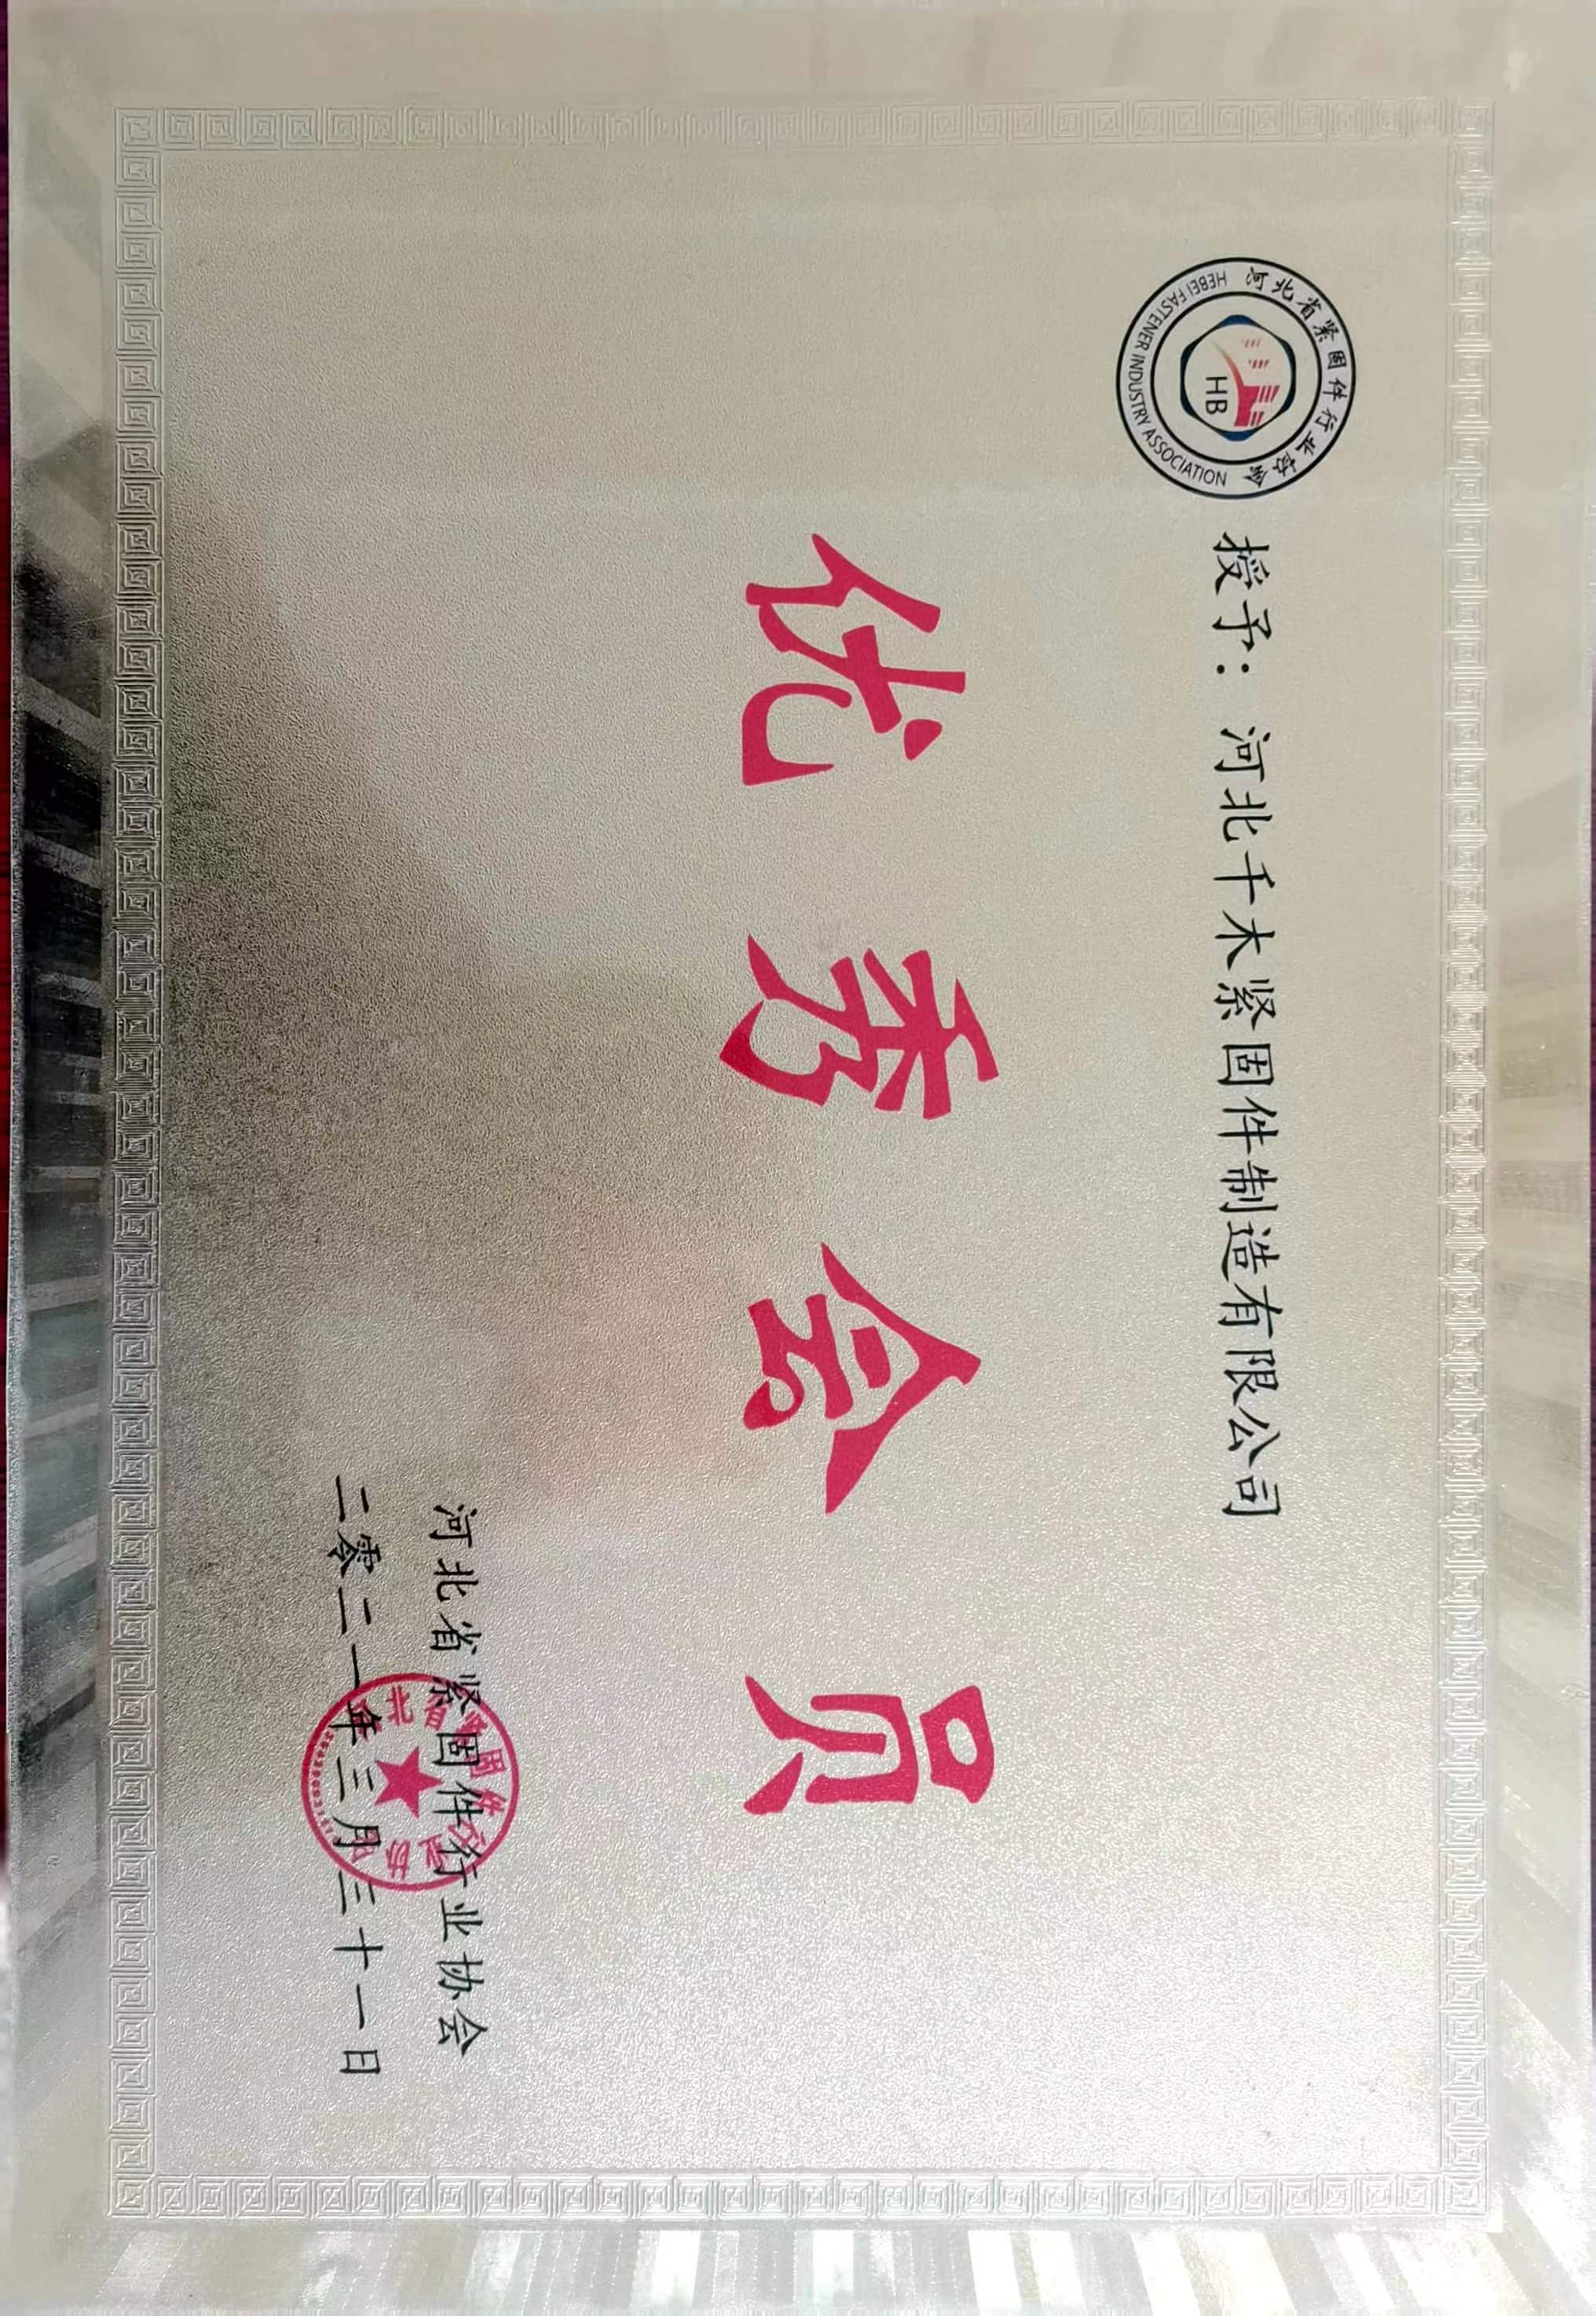 河北省紧固件行业协会
HEBEI FASTENER INDUSTRY ASSOCIATION
HB
授予：河北千木紧固件制造有限公司
优秀会员
河北省紧固件行业协会
二零二一年三月三十一日